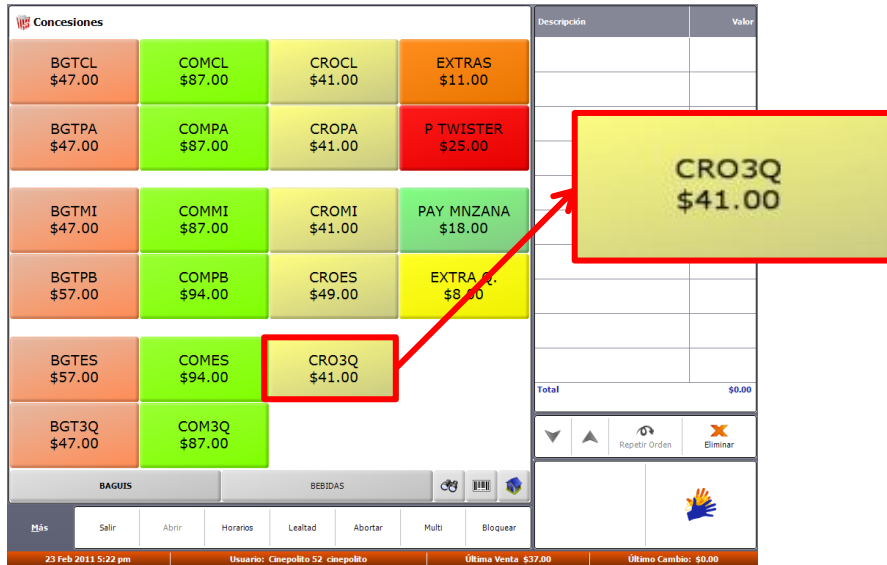 Concesiones
Descripción Valor
BGTCL COMCL CROCL EXTRAS
$47.00 $87.00 $41.00 $11.00
BGTPA COMPA CROPA P TWISTER
$47.00 $87.00 $41.00 $25.00
CRO3Q
$41.00
BGTMI COMMI CROMI PAY MNZANA
$47.00 $87.00 $41.00 $18.00
BGTPB COMPB CROES EXTRA Q.
$57.00 $94.00 $49.00 $8.00
BGTES COMES CRO3Q
$57.00 $94.00 $41.00
Total $0.00
BGT3Q COM3Q
$47.00 $87.00
Repetir Orden Eliminar
BAGUIS BEBIDAS
Más Salir Abrir Horarios Lealtad Abortar Multi Bloquear
23 Feb 2011 5:22 pm Usuario: Cinepolito 52 cinepolito Última Venta $37.00 Último Cambio: $0.00